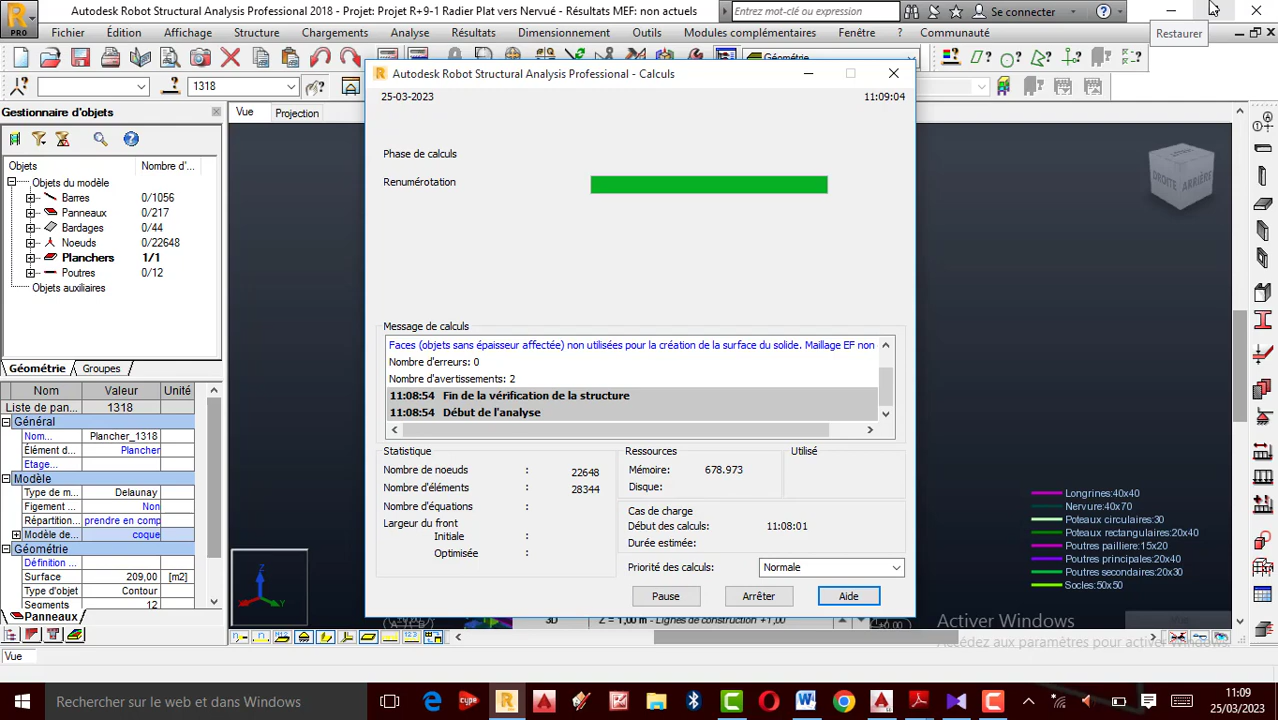 PRO
Autodesk Robot Structural Analysis Professional 2018 - Projet: Projet R+9-1 Radier Plat vers Nervué - Résultats MEF: non actuels
Entrez mot-clé ou expression
Se connecter
?
Fichier Édition Affichage Structure Chargements Analyse Résultats Dimensionnement Outils Modules complémentaires Fenêtre ? Communauté
Restaurer
Géométrie
1318
Gestionnaire d'objets
Vue Projection
Objets Nombre d'...
Objets du modèle
Barres 0/1056
Panneaux 0/217
Bardages 0/44
Noeuds 0/22648
Planchers 1/1
Poutres 0/12
Objets auxiliaires
Géométrie Groupes
Nom Valeur Unité
Liste de pan... 1318
Général
Nom... Plancher_1318
Élément d... Plancher
Etage...
Modèle
Type de m... Delaunay
Figement Non
Répartition... prendre en comp
Modèle de... coque
Géométrie
Définition
Surface 209,00 [m2]
Type d'objet Contour
Segments 12
Panneaux
Vue
Autodesk Robot Structural Analysis Professional - Calculs
25-03-2023 11:09:04
Phase de calculs
Renumérotation
Message de calculs
Faces (objets sans épaisseur affectée) non utilisées pour la création de la surface du solide. Maillage EF non
Nombre d'erreurs: 0
Nombre d'avertissements: 2
11:08:54 Fin de la vérification de la structure
11:08:54 Début de l'analyse
Statistique
Nombre de noeuds : 22648
Nombre d'éléments : 28344
Nombre d'équations :
Largeur du front
Initiale :
Optimisée :
Ressources Utilisé
Mémoire: 678.973
Disque:
Cas de charge
Début des calculs: 11:08:01
Durée estimée:
Priorité des calculs: Normale
Pause Arrêter Aide
DROITE ARRIÈRE
Longrines:40x40
Nervure:40x70
Poteaux circulaires:30
Poteaux rectangulaires:20x40
Poutres pailliere:15x20
Poutres principales:20x40
Poutres secondaires:20x30
Socles:50x50
Z Y
3D Z = 1,00 m - Lignes de construction +1,00
Activer Windows
Accédez aux paramètres pour activer Windows.
Rechercher sur le web et dans Windows
cype
11:09
25/03/2023